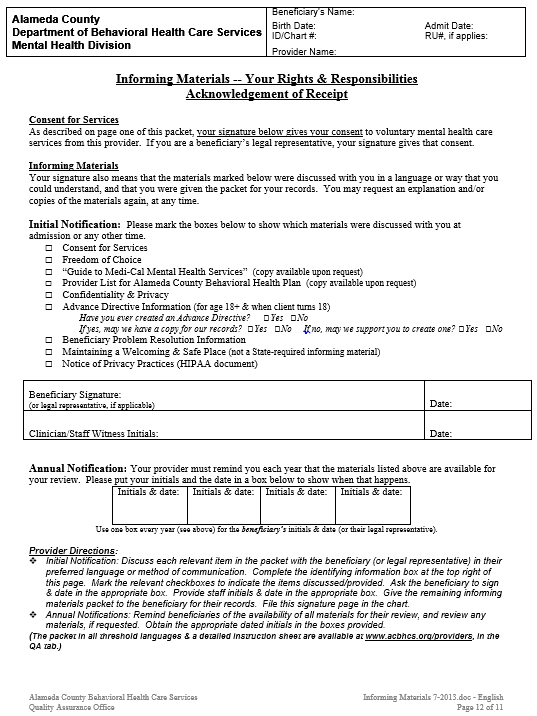 Alameda County
Department of Behavioral Health Care Services
Mental Health Division
Beneficiary's Name:
Birth Date: Admit Date:
ID/Chart #: RU#, if applies:
Provider Name:
Informing Materials -- Your Rights & Responsibilities
Acknowledgement of Receipt
Consent for Services
As described on page one of this packet, your signature below gives your consent to voluntary mental health care
services from this provider. If you are a beneficiary's legal representative, your signature gives that consent.
Informing Materials
Your signature also means that the materials marked below were discussed with you in a language or way that you
could understand, and that you were given the packet for your records. You may request an explanation and/or
copies of the materials again, at any time.
Initial Notification: Please mark the boxes below to show which materials were discussed with you at
admission or any other time.
☐ Consent for Services
☐ Freedom of Choice
☐ "Guide to Medi-Cal Mental Health Services" (copy available upon request)
☐ Provider List for Alameda County Behavioral Health Plan (copy available upon request)
☐ Confidentiality & Privacy
☐ Advance Directive Information (for age 18+ & when client turns 18)
Have you ever created an Advance Directive? ☐Yes ☐No
If yes, may we have a copy for our records? ☐Yes ☐No If no, may we support you to create one? ☐Yes ☐No
☐ Beneficiary Problem Resolution Information
☐ Maintaining a Welcoming & Safe Place (not a State-required informing material)
☐ Notice of Privacy Practices (HIPAA document)
Beneficiary Signature:
(or legal representative, if applicable) Date:
Clinician/Staff Witness Initials: Date:
Annual Notification: Your provider must remind you each year that the materials listed above are available for
your review. Please put your initials and the date in a box below to show when that happens.
Initials & date: Initials & date: Initials & date: Initials & date:
Use one box every year (see above) for the beneficiary's initials & date (or their legal representative).
Provider Directions:
❖ Initial Notification: Discuss each relevant item in the packet with the beneficiary (or legal representative) in their
preferred language or method of communication. Complete the identifying information box at the top right of
this page. Mark the relevant checkboxes to indicate the items discussed/provided. Ask the beneficiary to sign
& date in the appropriate box. Provide staff initials & date in the appropriate box. Give the remaining
informing materials packet to the beneficiary for their records. File this signature page in the chart.
❖ Annual Notifications: Remind beneficiaries of the availability of all materials for their review, and review any
materials, if requested. Obtain the appropriate dated initials in the boxes provided.
(The packet in all threshold languages & a detailed instruction sheet are available at www.acbhcs.org/providers, in the
QA tab.)
Alameda County Behavioral Health Care Services Informing Materials 7-2013.doc - English
Quality Assurance Office Page 12 of 11